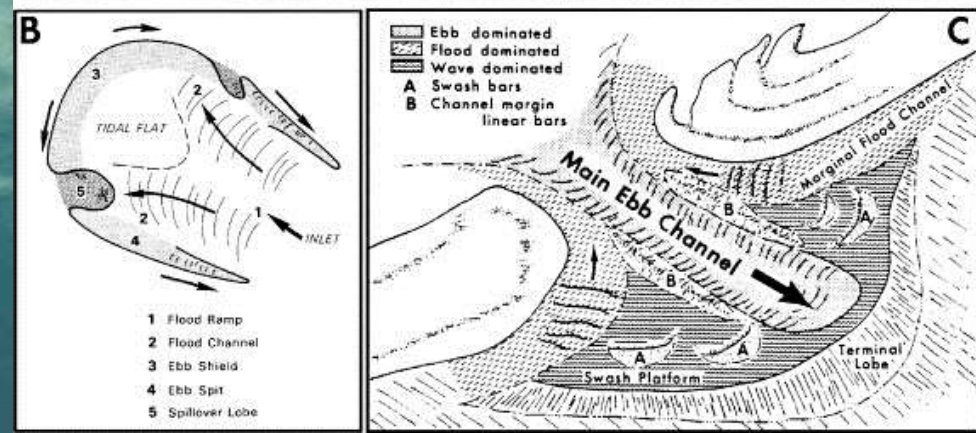 B
3
2
TIDAL FLAT
5
2
1
4
INLET
1 Flood Ramp
2 Flood Channel
3 Ebb Shield
4 Ebb Spit
5 Spillover Lobe
C
Ebb dominated
Flood dominated
Wave dominated
A Swash bars
B Channel margin
linear bars
Marginal Flood Channel
Main Ebb Channel
B
A
B
A
A
Terminal
Lobe
Swash Platform